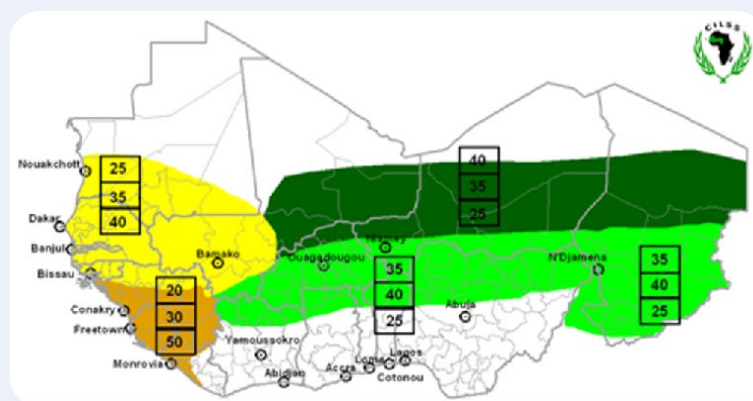 CILSS
40
35
25
Nouakchott
25
35
40
Dakar
Banjul
Bamako
Bissau
Ouagadougou
Niamey
N'Djamena
35
40
25
35
40
25
20
30
50
Conakry
Freetown
Monrovia
Yamoussokro
Abidjan
Accra
Lome
Lagos
Cotonou
Abuja